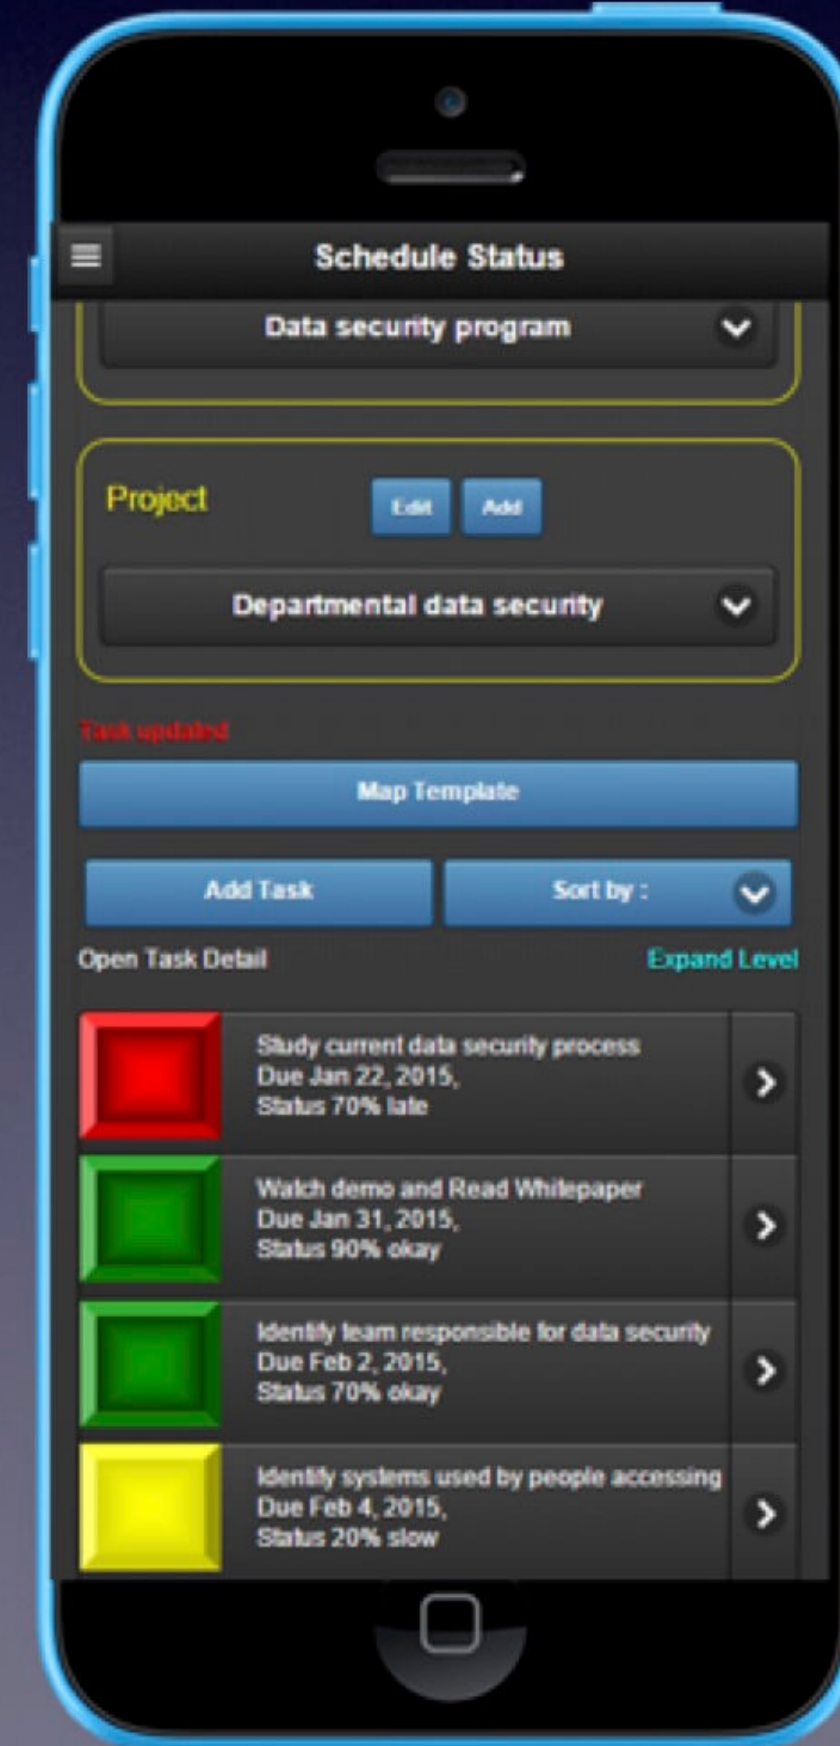 Schedule Status
Data security program
Project
Edit Add
Departmental data security
Task updated
Map Template
Add Task Sort by :
Open Task Detail Expand Level
Study current data security process
Due Jan 22, 2015,
Status 70% late
Watch demo and Read Whitepaper
Due Jan 31, 2015,
Status 90% okay
Identify team responsible for data security
Due Feb 2, 2015,
Status 70% okay
Identify systems used by people accessing
Due Feb 4, 2015,
Status 20% slow